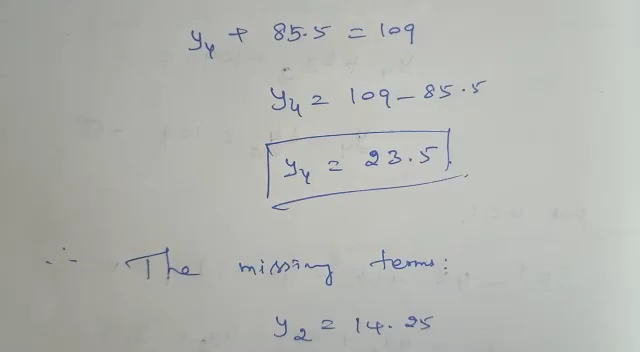 y₄ + 85.5 = 109
y₄ = 109 - 85.5
y₄ = 23.5
∴ The missing terms:
y₂ = 14.25